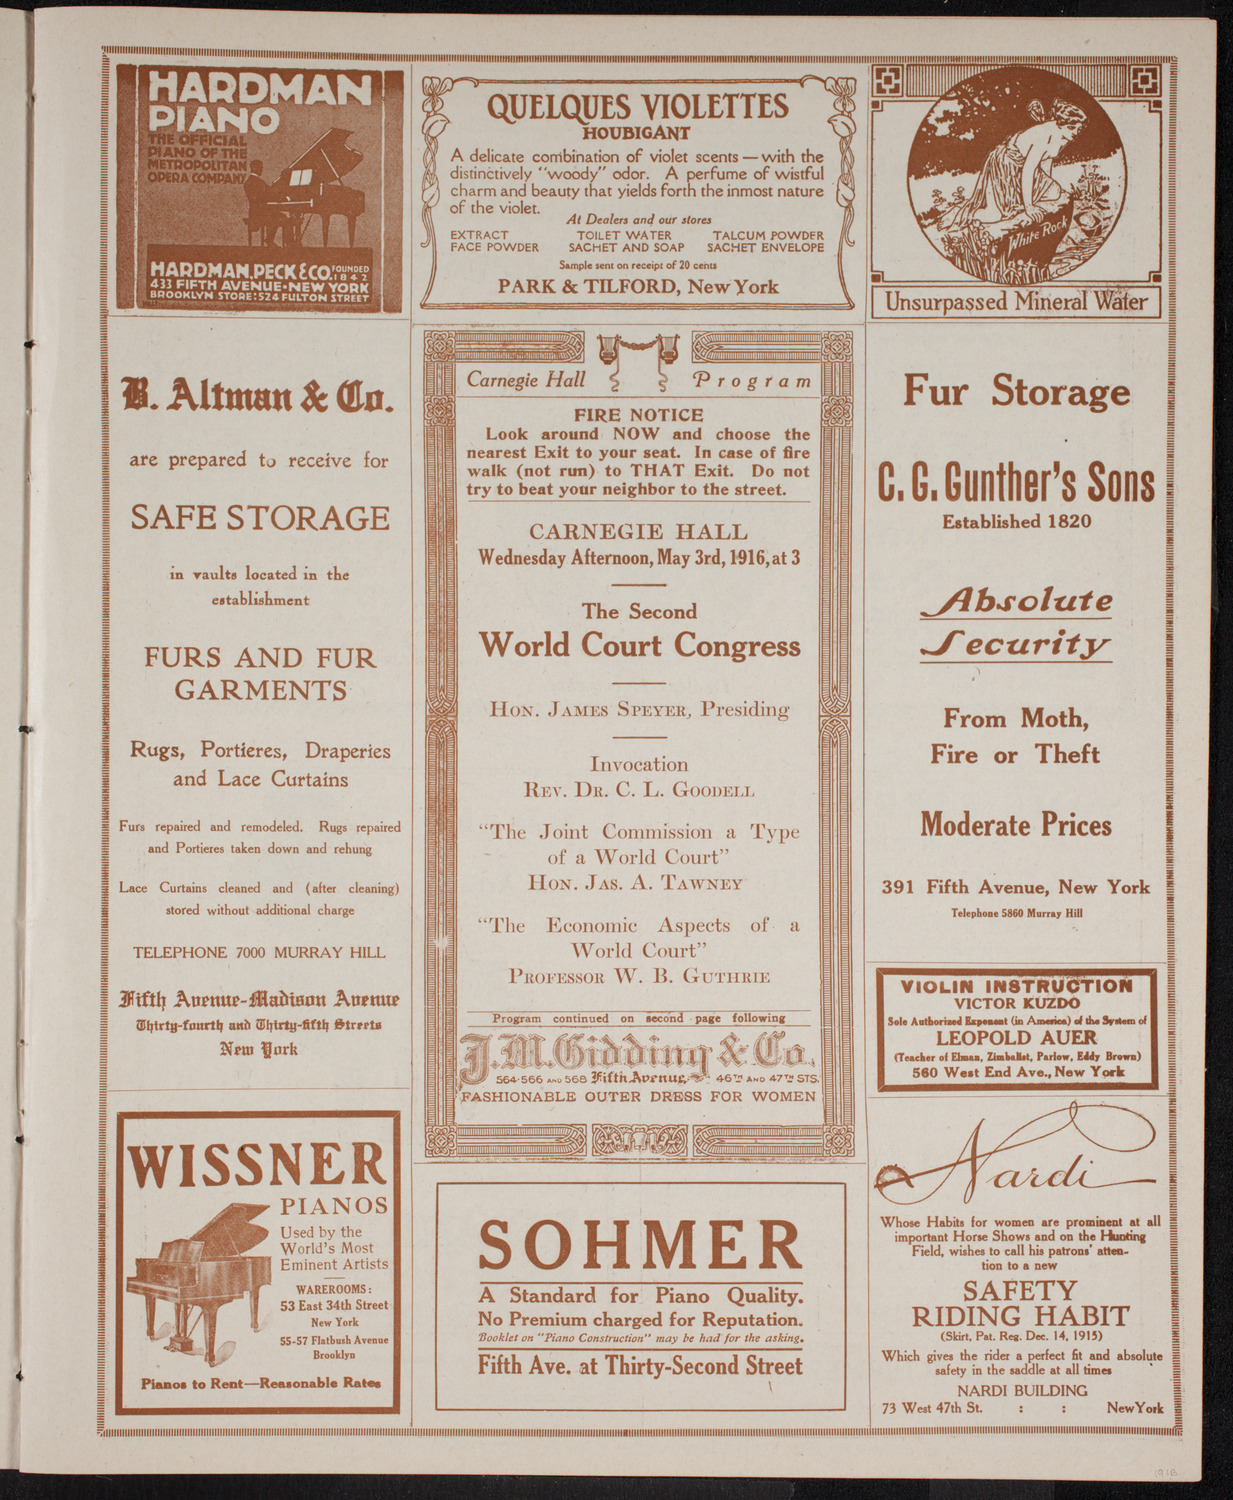 HARDMAN
PIANO
THE OFFICIAL
PIANO OF THE
METROPOLITAN
OPERA COMPANY
HARDMAN, PECK & CO. FOUNDED 1842
433 FIFTH AVENUE · NEW YORK
BROOKLYN STORE: 524 FULTON STREET
QUELQUES VIOLETTES
HOUBIGANT
A delicate combination of violet scents — with the
distinctively "woody" odor. A perfume of wistful
charm and beauty that yields forth the inmost nature
of the violet.
At Dealers and our stores
EXTRACT TOILET WATER TALCUM POWDER
FACE POWDER SACHET AND SOAP SACHET ENVELOPE
Sample sent on receipt of 20 cents
PARK & TILFORD, New York
White Rock
Unsurpassed Mineral Water
B. Altman & Co.
are prepared to receive for
SAFE STORAGE
in vaults located in the
establishment
FURS AND FUR
GARMENTS
Rugs, Portieres, Draperies
and Lace Curtains
Furs repaired and remodeled. Rugs repaired
and Portieres taken down and rehung
Lace Curtains cleaned and (after cleaning)
stored without additional charge
TELEPHONE 7000 MURRAY HILL
Fifth Avenue-Madison Avenue
Thirty-fourth and Thirty-fifth Streets
New York
WISSNER
PIANOS
Used by the
World's Most
Eminent Artists
WAREROOMS:
53 East 34th Street
New York
55-57 Flatbush Avenue
Brooklyn
Pianos to Rent—Reasonable Rates
Carnegie Hall Program
FIRE NOTICE
Look around NOW and choose the
nearest Exit to your seat. In case of fire
walk (not run) to THAT Exit. Do not
try to beat your neighbor to the street.
CARNEGIE HALL
Wednesday Afternoon, May 3rd, 1916, at 3
The Second
World Court Congress
HON. JAMES SPEYER, Presiding
Invocation
REV. DR. C. L. GOODELL
"The Joint Commission a Type
of a World Court"
HON. JAS. A. TAWNEY
"The Economic Aspects of a
World Court"
PROFESSOR W. B. GUTHRIE
Program continued on second page following
J. M. Gidding & Co.
564-566 AND 568 Fifth Avenue, 46TH AND 47TH STS.
FASHIONABLE OUTER DRESS FOR WOMEN
SOHMER
A Standard for Piano Quality.
No Premium charged for Reputation.
Booklet on "Piano Construction" may be had for the asking.
Fifth Ave. at Thirty-Second Street
Fur Storage
C. G. Gunther's Sons
Established 1820
Absolute
Security
From Moth,
Fire or Theft
Moderate Prices
391 Fifth Avenue, New York
Telephone 5860 Murray Hill
VIOLIN INSTRUCTION
VICTOR KUZDO
Sole Authorized Exponent (in America) of the System of
LEOPOLD AUER
(Teacher of Elman, Zimbalist, Parlow, Eddy Brown)
560 West End Ave., New York
Nardi
Whose Habits for women are prominent at all
important Horse Shows and on the Hunting
Field, wishes to call his patrons' atten-
tion to a new
SAFETY
RIDING HABIT
(Skirt, Pat. Reg. Dec. 14, 1915)
Which gives the rider a perfect fit and absolute
safety in the saddle at all times
NARDI BUILDING
73 West 47th St. : : New York